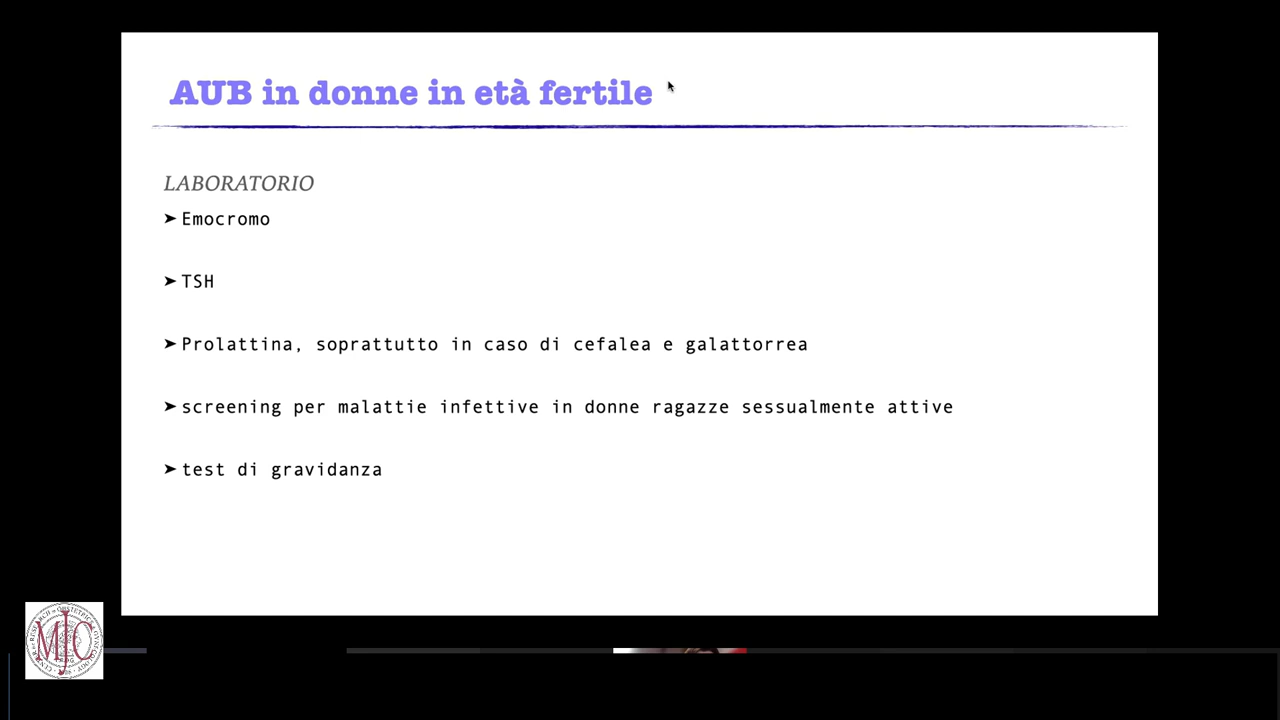 AUB in donne in età fertile
LABORATORIO
➤ Emocromo
➤ TSH
➤ Prolattina, soprattutto in caso di cefalea e galattorrea
➤ screening per malattie infettive in donne ragazze sessualmente attive
➤ test di gravidanza
MJC